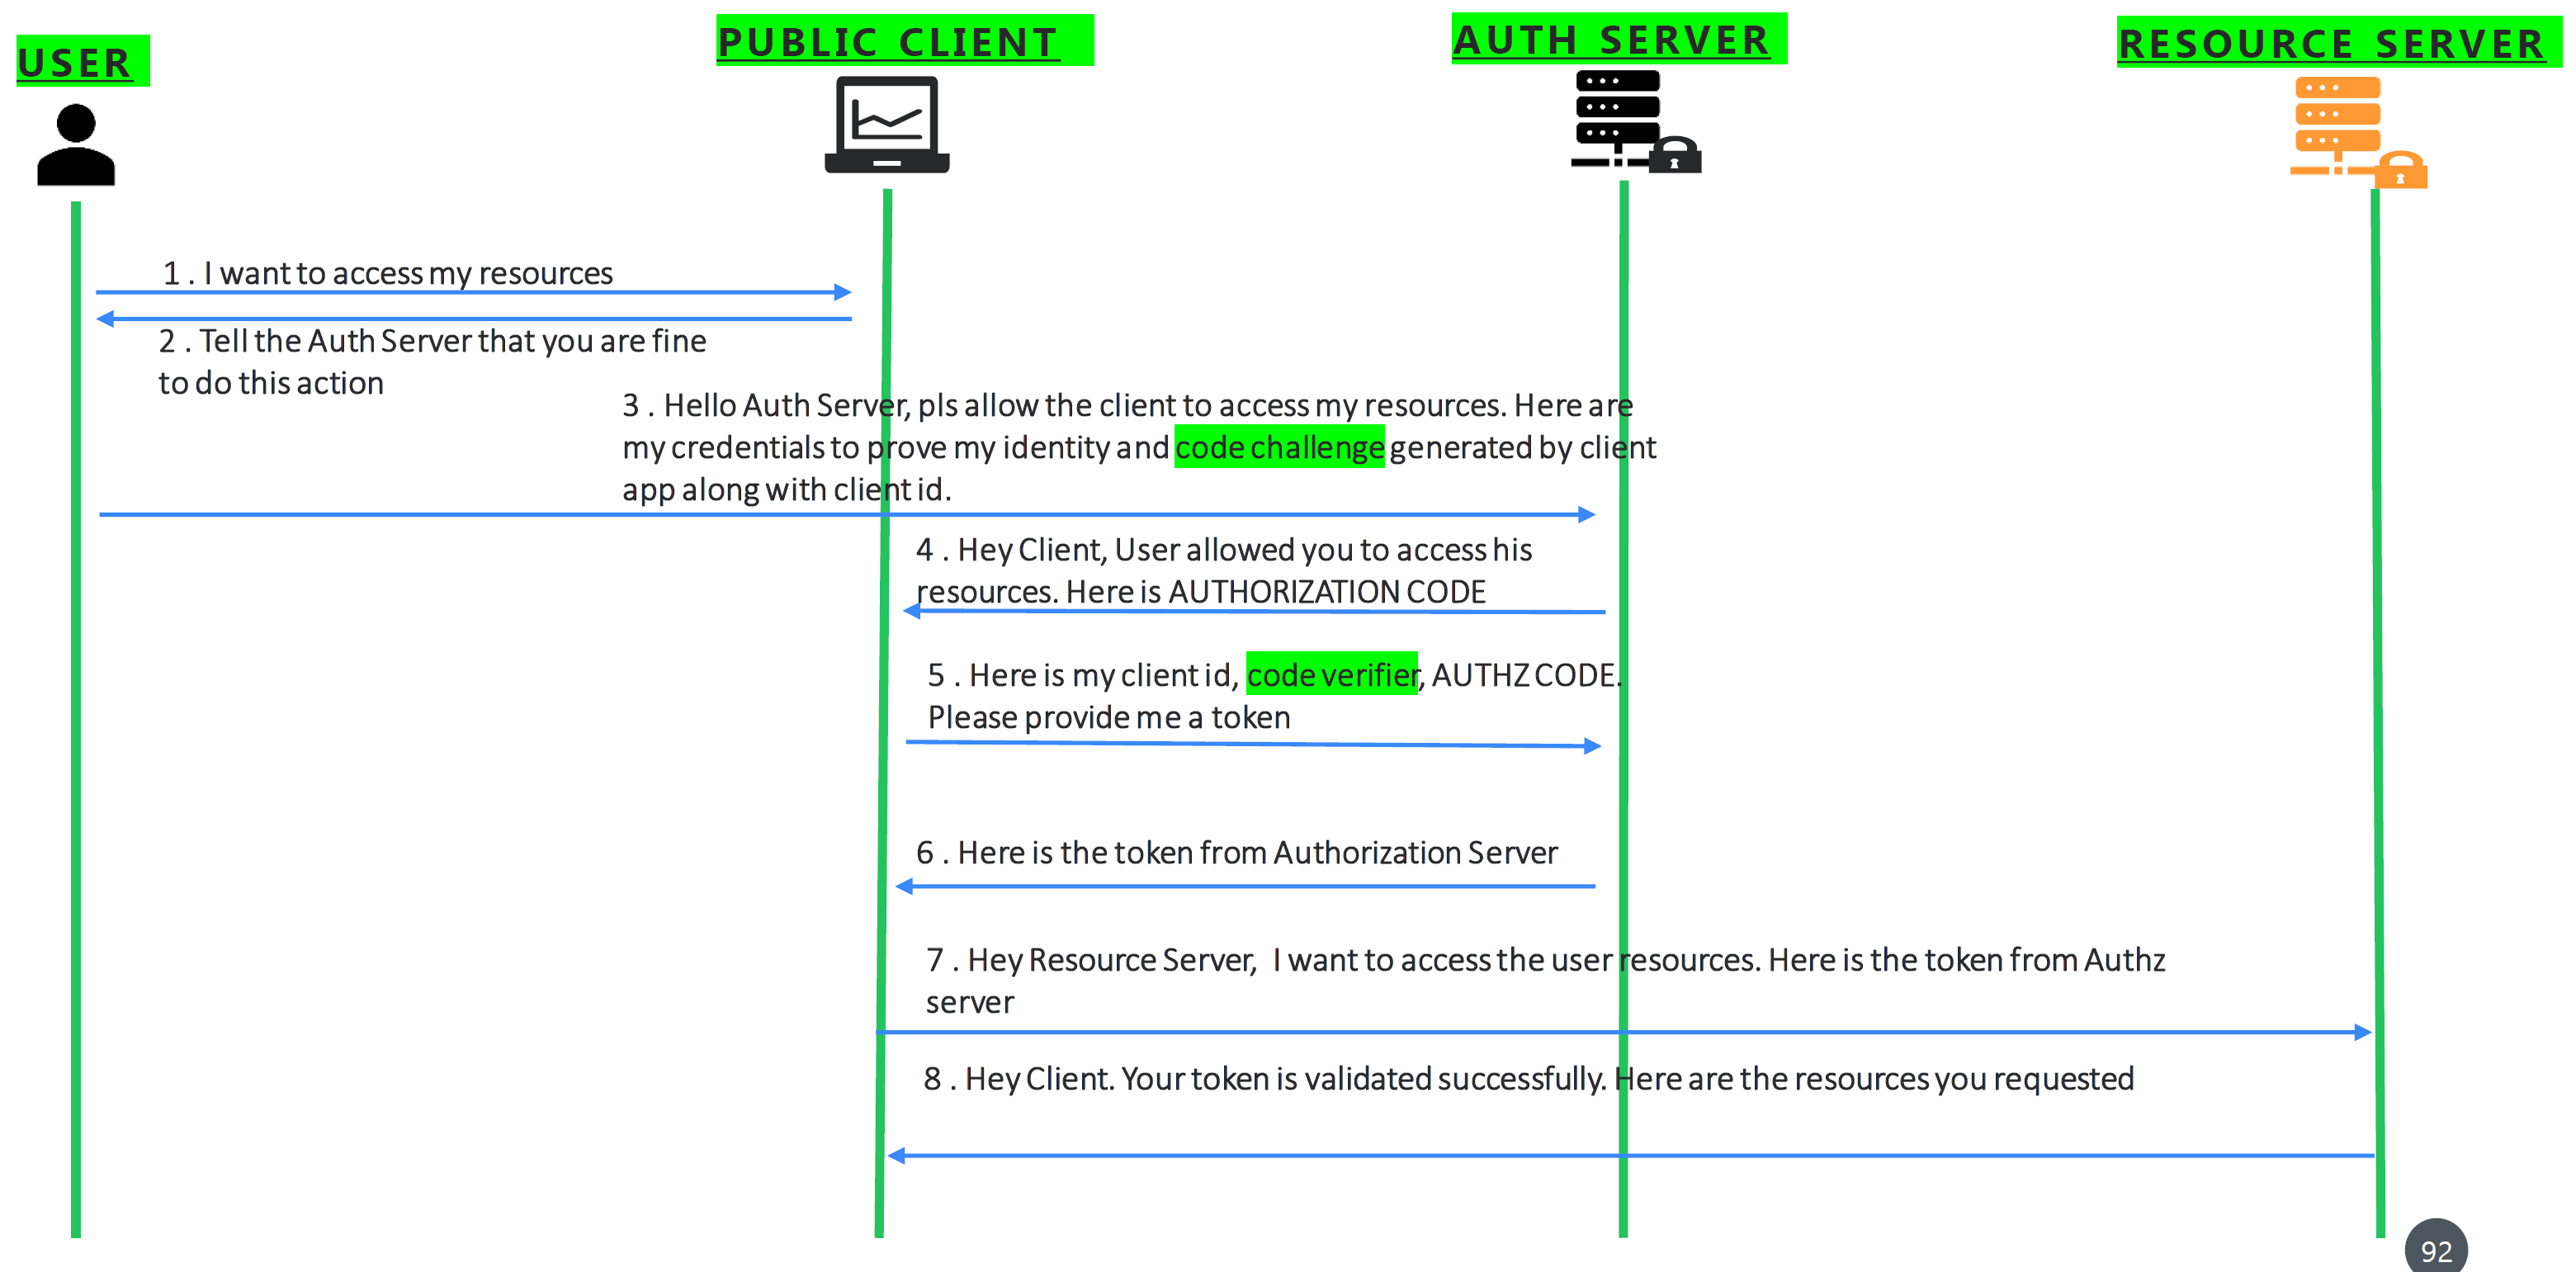 USER
PUBLIC CLIENT
AUTH SERVER
RESOURCE SERVER
1 . I want to access my resources
2 . Tell the Auth Server that you are fine
to do this action
3 . Hello Auth Server, pls allow the client to access my resources. Here are
my credentials to prove my identity and code challenge generated by client
app along with client id.
4 . Hey Client, User allowed you to access his
resources. Here is AUTHORIZATION CODE
5 . Here is my client id, code verifier, AUTHZ CODE.
Please provide me a token
6 . Here is the token from Authorization Server
7 . Hey Resource Server, I want to access the user resources. Here is the token from Authz
server
8 . Hey Client. Your token is validated successfully. Here are the resources you requested
92